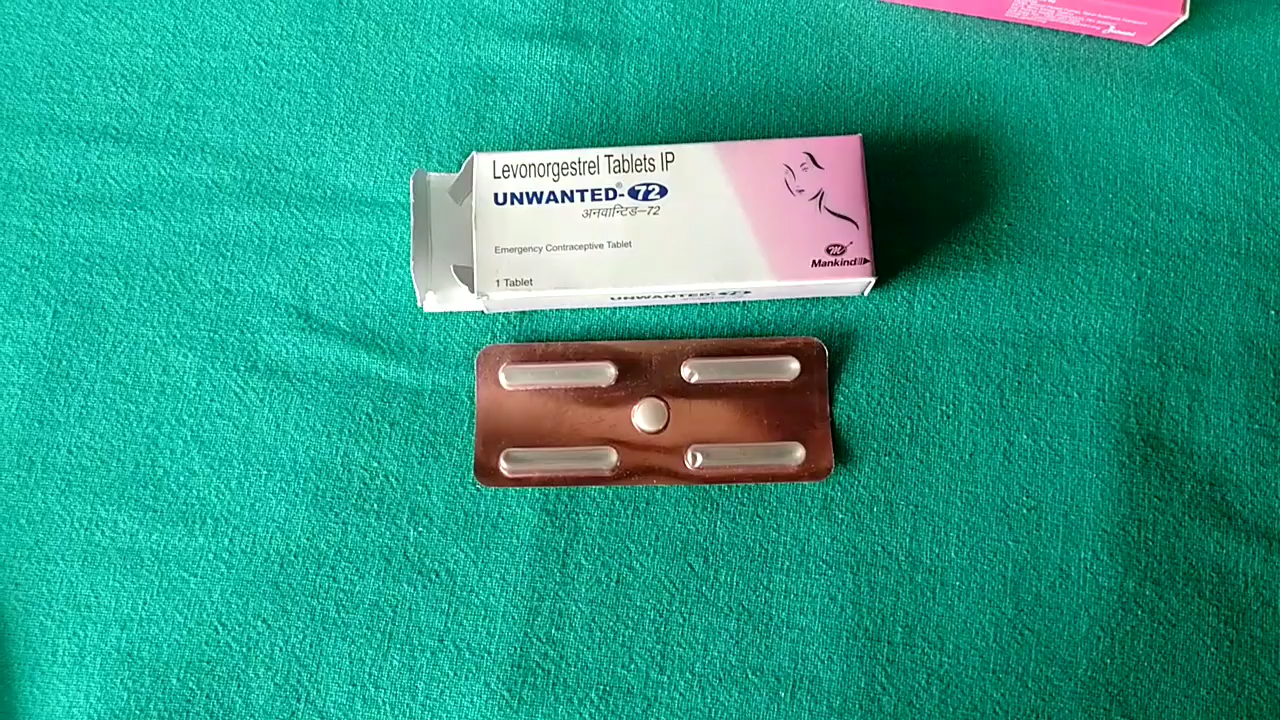 Levonorgestrel Tablets IP
UNWANTED®-72
अनवान्टिड-72
Emergency Contraceptive Tablet
1 Tablet
Mankind
UNWANTED-72